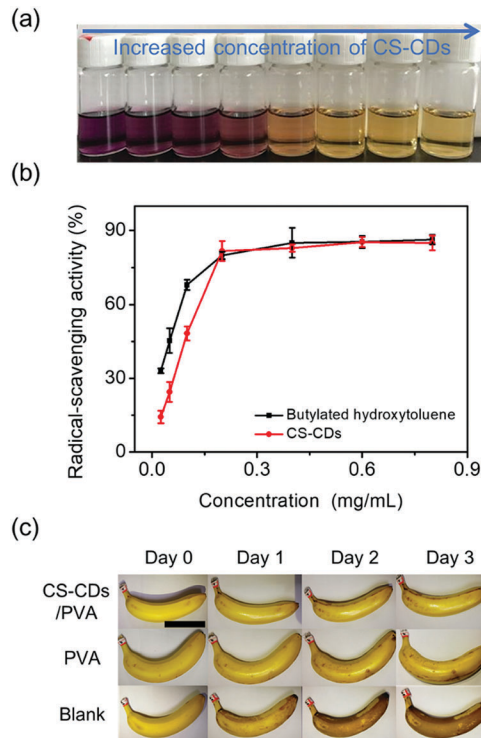 (a)
Increased concentration of CS-CDs
(b)
Radical-scavenging activity (%)
90
60
30
0
Butylated hydroxytoluene
CS-CDs
0.0 0.3 0.6 0.9
Concentration (mg/mL)
(c)
Day 0 Day 1 Day 2 Day 3
CS-CDs
/PVA
PVA
Blank